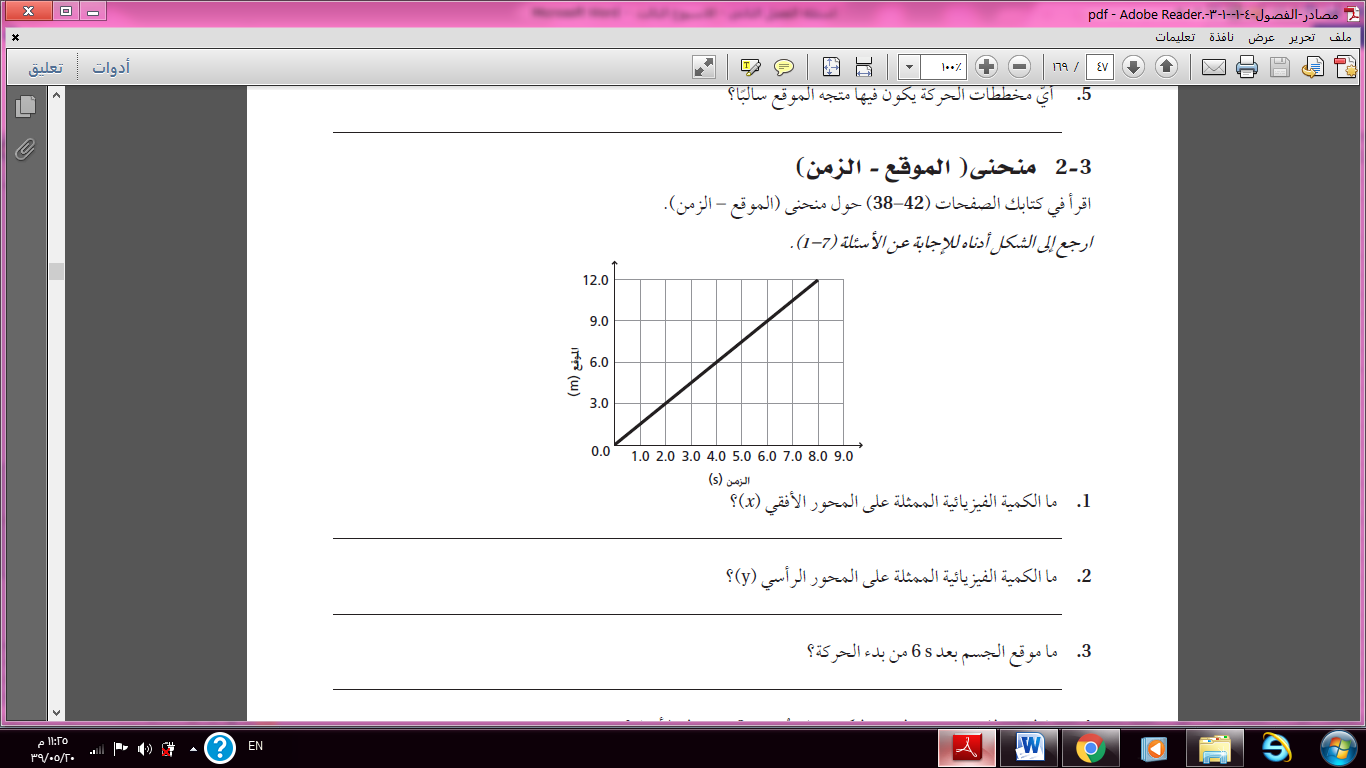 مصادر-الفصول-٤-١--١-٣-.pdf - Adobe Reader
ملف تحرير عرض نافذة تعليمات
٤٧ / ١٦٩ ١٠٠٪ أدوات تعليق
5. أيّ مخططات الحركة يكون فيها متجه الموقع سالبًا؟
2-3 منحنى( الموقع - الزمن)
اقرأ في كتابك الصفحات (42–38) حول منحنى (الموقع – الزمن).
ارجع إلى الشكل أدناه للإجابة عن الأسئلة (7–1).
12.0
9.0
6.0
3.0
0.0
الموقع (m)
1.0 2.0 3.0 4.0 5.0 6.0 7.0 8.0 9.0
الزمن (s)
1. ما الكمية الفيزيائية الممثلة على المحور الأفقي (x)؟
2. ما الكمية الفيزيائية الممثلة على المحور الرأسي (y)؟
3. ما موقع الجسم بعد 6 s من بدء الحركة؟
EN
١١:٢٥ م
٣٩/٠٥/٢٠